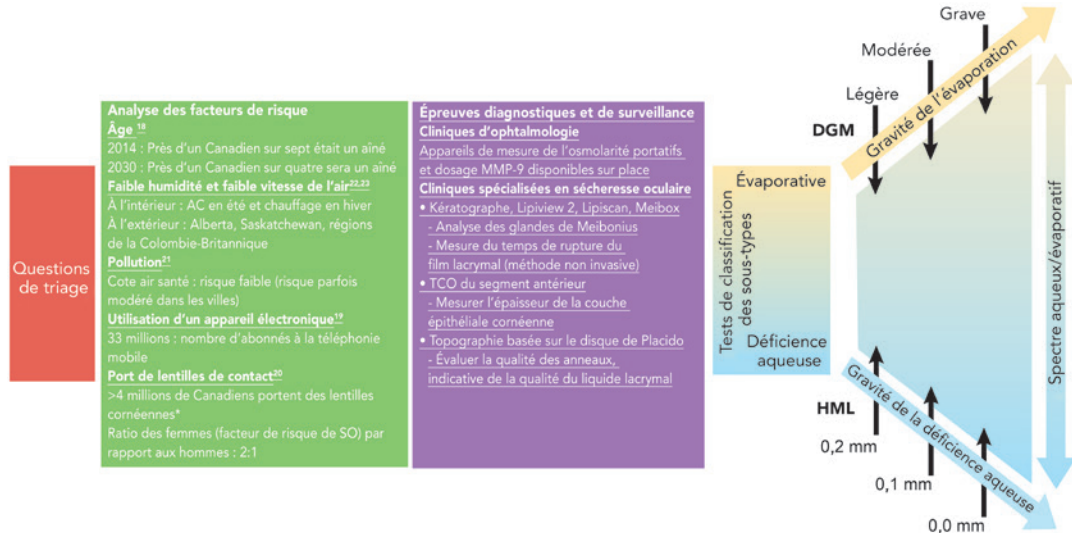 Questions
de triage
Analyse des facteurs de risque
Âge 18
2014 : Près d'un Canadien sur sept était un aîné
2030 : Près d'un Canadien sur quatre sera un aîné
Faible humidité et faible vitesse de l'air22,23
À l'intérieur : AC en été et chauffage en hiver
À l'extérieur : Alberta, Saskatchewan, régions
de la Colombie-Britannique
Pollution21
Cote air santé : risque faible (risque parfois
modéré dans les villes)
Utilisation d'un appareil électronique19
33 millions : nombre d'abonnés à la téléphonie
mobile
Port de lentilles de contact20
>4 millions de Canadiens portent des lentilles
cornéennes*
Ratio des femmes (facteur de risque de SO) par
rapport aux hommes : 2:1
Épreuves diagnostiques et de surveillance
Cliniques d'ophtalmologie
Appareils de mesure de l'osmolarité portatifs
et dosage MMP-9 disponibles sur place
Cliniques spécialisées en sécheresse oculaire
• Kératographe, Lipiview 2, Lipiscan, Meibox
- Analyse des glandes de Meibonius
- Mesure du temps de rupture du
film lacrymal (méthode non invasive)
• TCO du segment antérieur
- Mesurer l'épaisseur de la couche
épithéliale cornéenne
• Topographie basée sur le disque de Placido
- Évaluer la qualité des anneaux,
indicative de la qualité du liquide lacrymal
Tests de classification
des sous-types
Évaporative
Déficience
aqueuse
DGM
Légère
Modérée
Grave
Gravité de l'évaporation
HML
0,2 mm
0,1 mm
0,0 mm
Gravité de la déficience aqueuse
Spectre aqueux/évaporatif